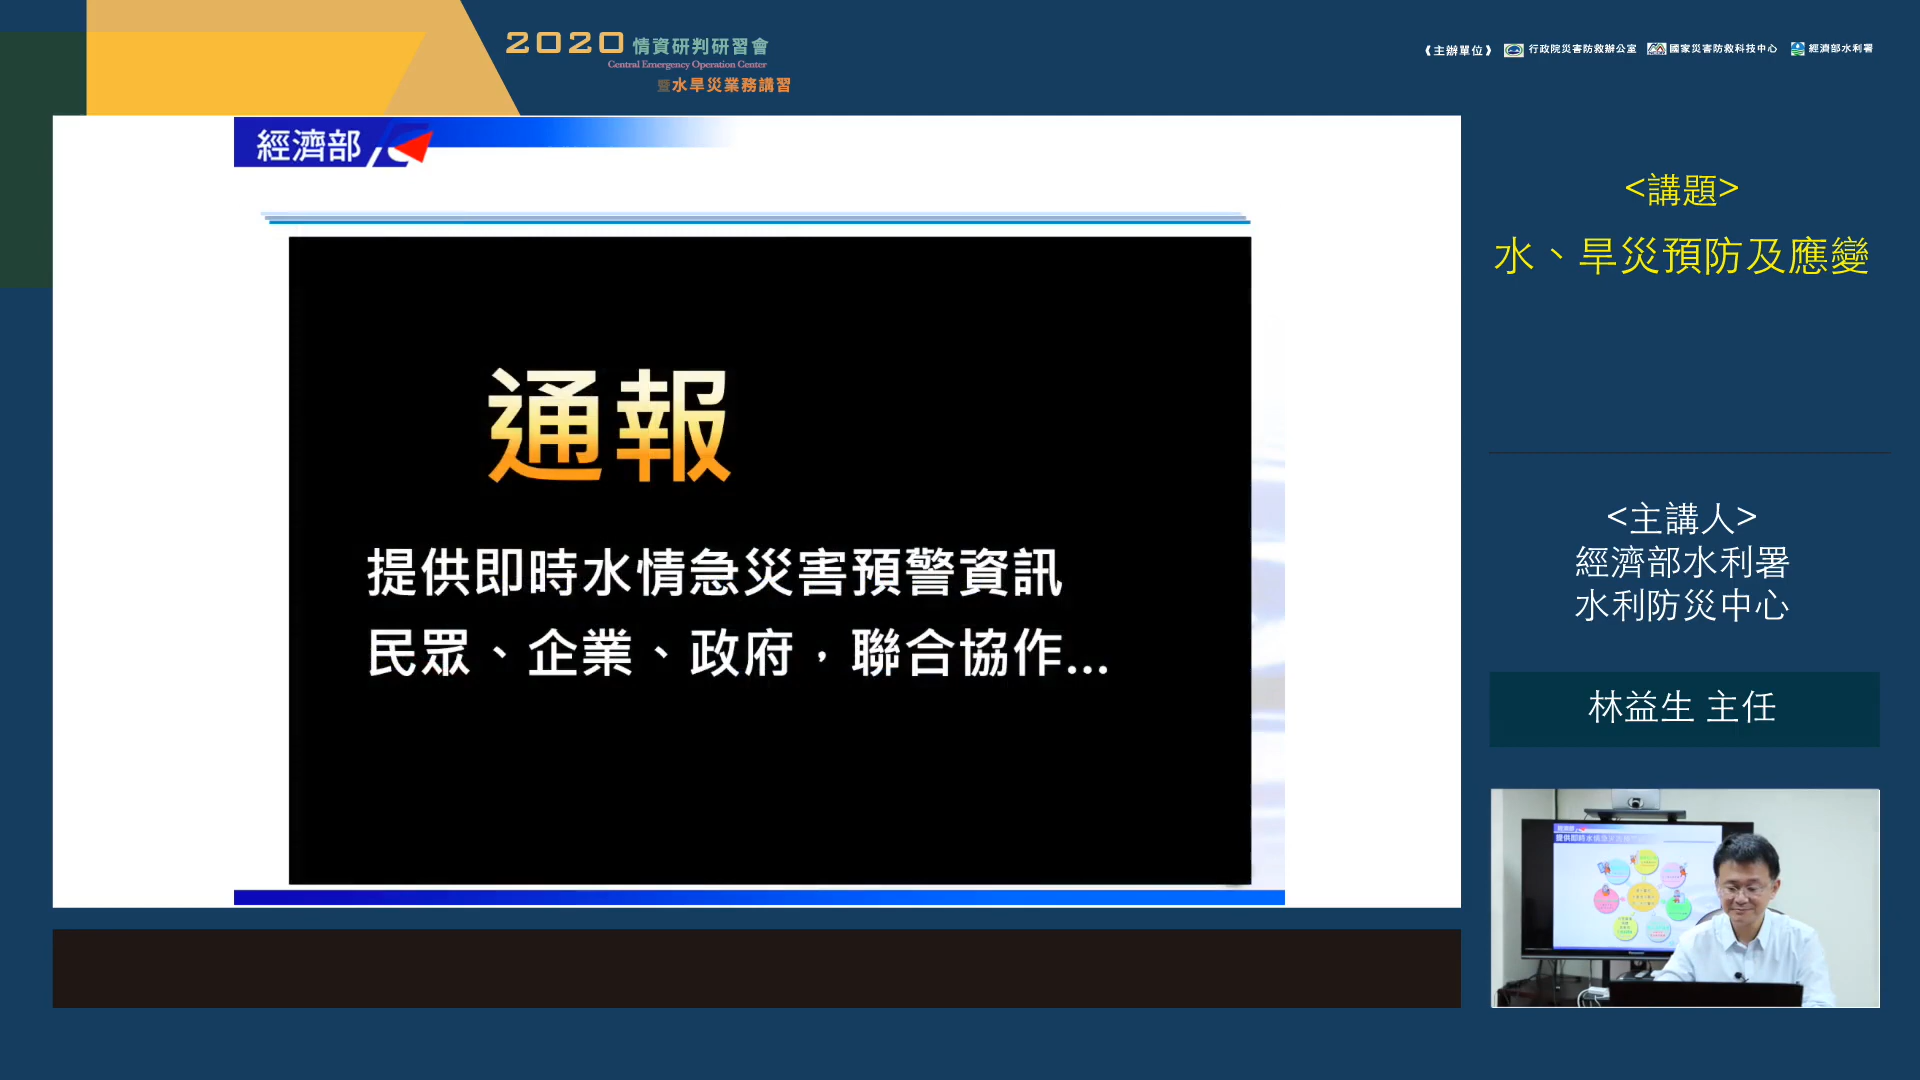 2020 情資研判研習會
Central Emergency Operation Center
暨水旱災業務講習
《主辦單位》 行政院災害防救辦公室 國家災害防救科技中心 經濟部水利署
經濟部
通報
提供即時水情急災害預警資訊
民眾、企業、政府，聯合協作...
<講題>
水、旱災預防及應變
<主講人>
經濟部水利署
水利防災中心
林益生 主任